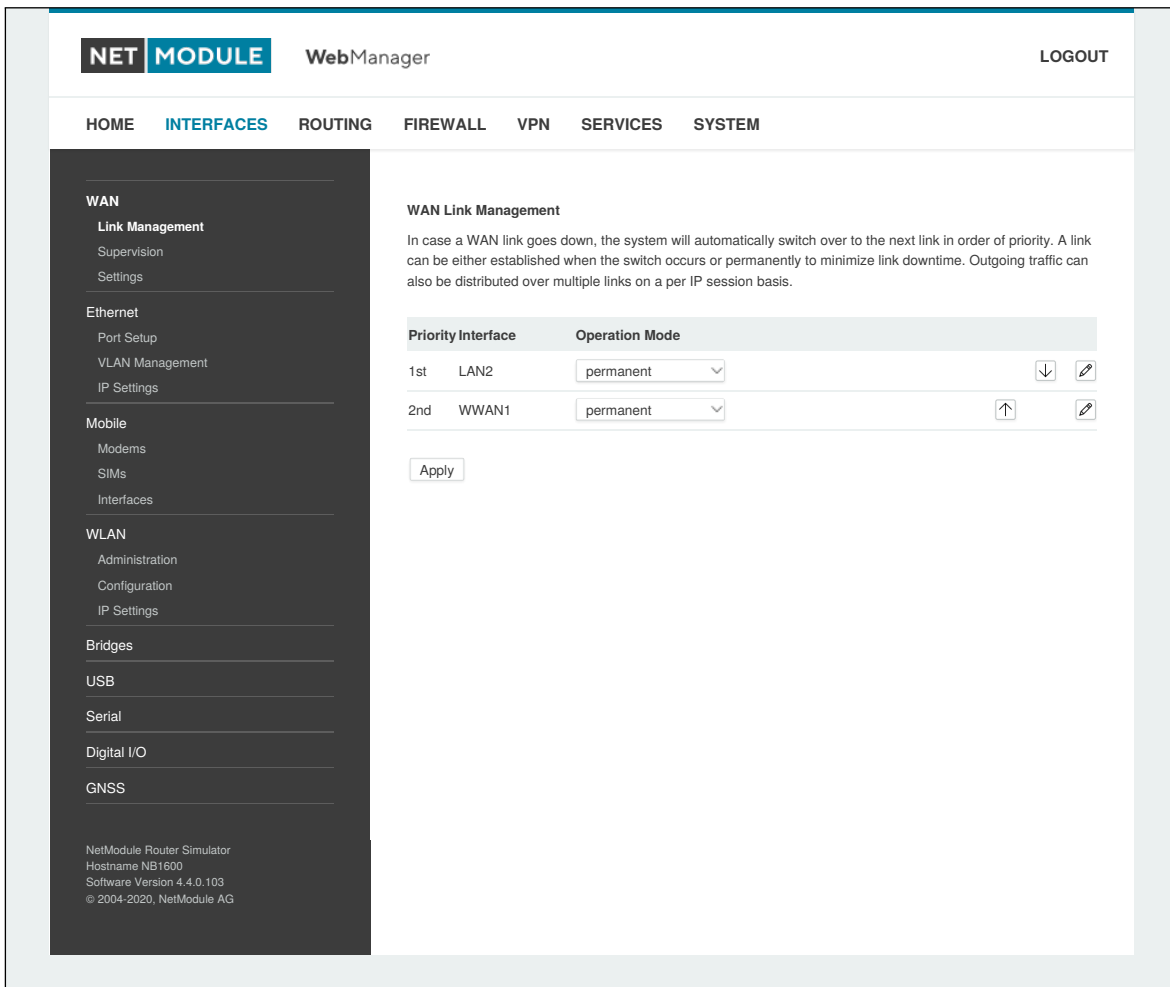 NET MODULE WebManager LOGOUT
HOME INTERFACES ROUTING FIREWALL VPN SERVICES SYSTEM
WAN
Link Management
Supervision
Settings
Ethernet
Port Setup
VLAN Management
IP Settings
Mobile
Modems
SIMs
Interfaces
WLAN
Administration
Configuration
IP Settings
Bridges
USB
Serial
Digital I/O
GNSS
NetModule Router Simulator
Hostname NB1600
Software Version 4.4.0.103
© 2004-2020, NetModule AG
WAN Link Management
In case a WAN link goes down, the system will automatically switch over to the next link in order of priority. A link
can be either established when the switch occurs or permanently to minimize link downtime. Outgoing traffic can
also be distributed over multiple links on a per IP session basis.
Priority Interface Operation Mode
1st LAN2 permanent
2nd WWAN1 permanent
Apply